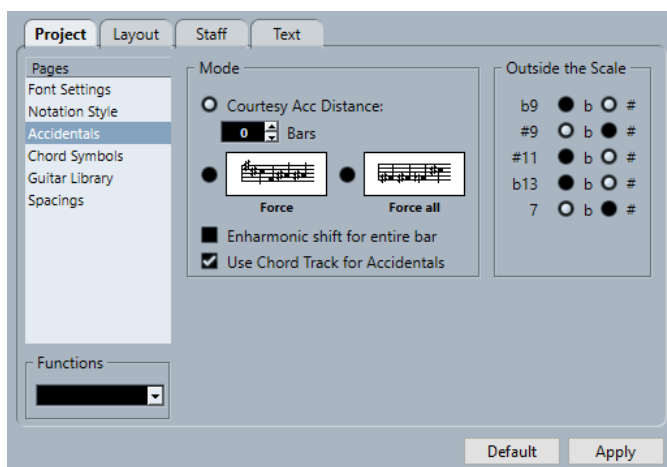 Project Layout Staff Text
Pages
Font Settings
Notation Style
Accidentals
Chord Symbols
Guitar Library
Spacings
Functions
Mode
Courtesy Acc Distance:
0 Bars
Force Force all
Enharmonic shift for entire bar
Use Chord Track for Accidentals
Outside the Scale
b9 b #
#9 b #
#11 b #
b13 b #
7 b #
Default Apply